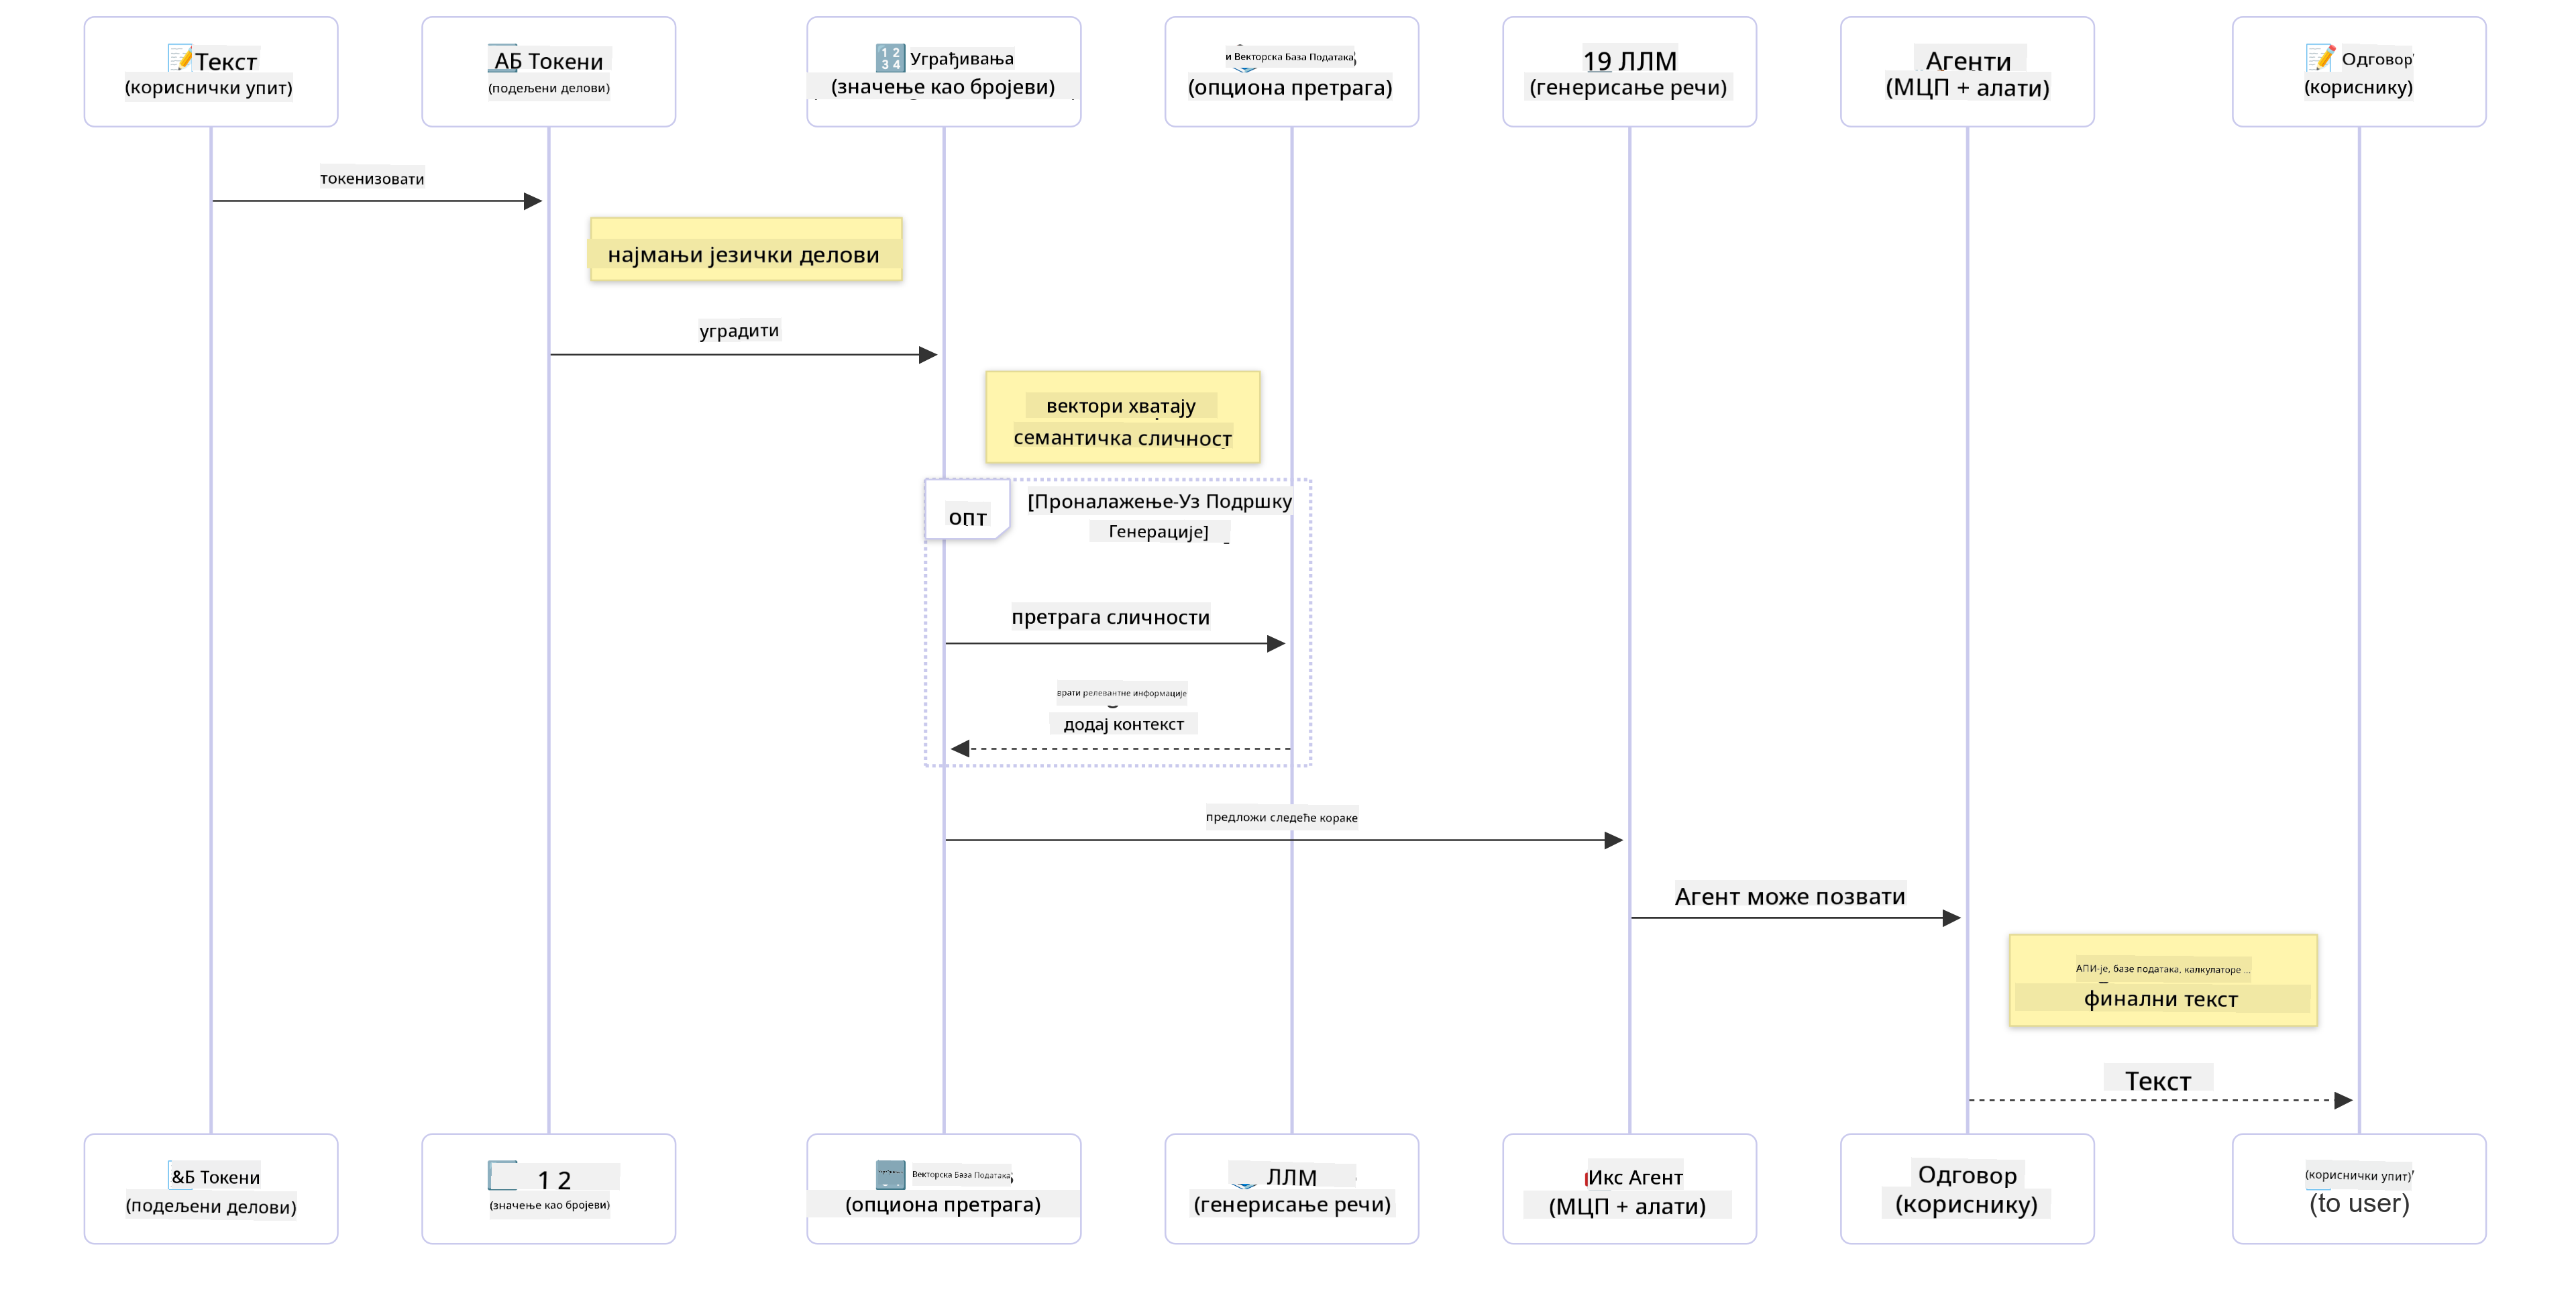 Текст
(кориснички упит)
АБ Токени
(подељени делови)
Уграђивања
(значење као бројеви)
и Векторска База Података
(опциона претрага)
19 ЛЛМ
(генерисање речи)
Агенти
(МЦП + алати)
Одговор
(кориснику)
токенизовати
најмањи језички делови
уградити
вектори хватају
семантичка сличност
опт
[Проналажење-Уз Подршку
Генерације]
претрага сличности
врати релевантне информације
додај контекст
предложи следеће кораке
Агент може позвати
АПИ-је, базе података, калкулаторе ...
финални текст
Текст
&Б Токени
(подељени делови)
1 2
(значење као бројеви)
Векторска База Података
(опциона претрага)
ЛЛМ
(генерисање речи)
Икс Агент
(МЦП + алати)
Одговор
(кориснику)
(кориснички упит)
(to user)